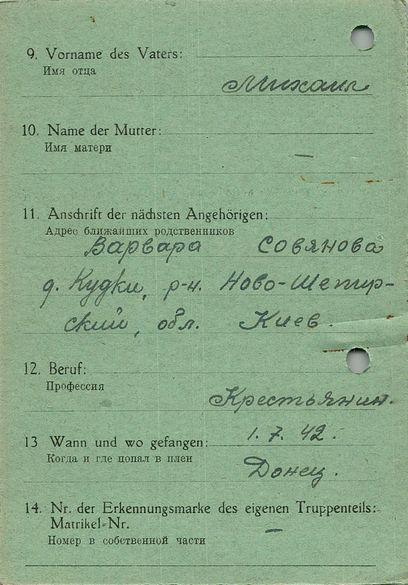 9. Vorname des Vaters:
Имя отца
Михаил
10. Name der Mutter:
Имя матери
—
11. Anschrift der nächsten Angehörigen:
Адрес ближайших родственников
Варвара Совянова
д. Кудки, р-н. Ново-Шепир-
ский, обл. Киев.
12. Beruf:
Профессия
Крестьянин.
13 Wann und wo gefangen: 1. 7. 42.
Когда и где попал в плен
Донец.
14. Nr. der Erkennungsmarke des eigenen Truppenteils:
Matrikel-Nr. —
Номер в собственной части